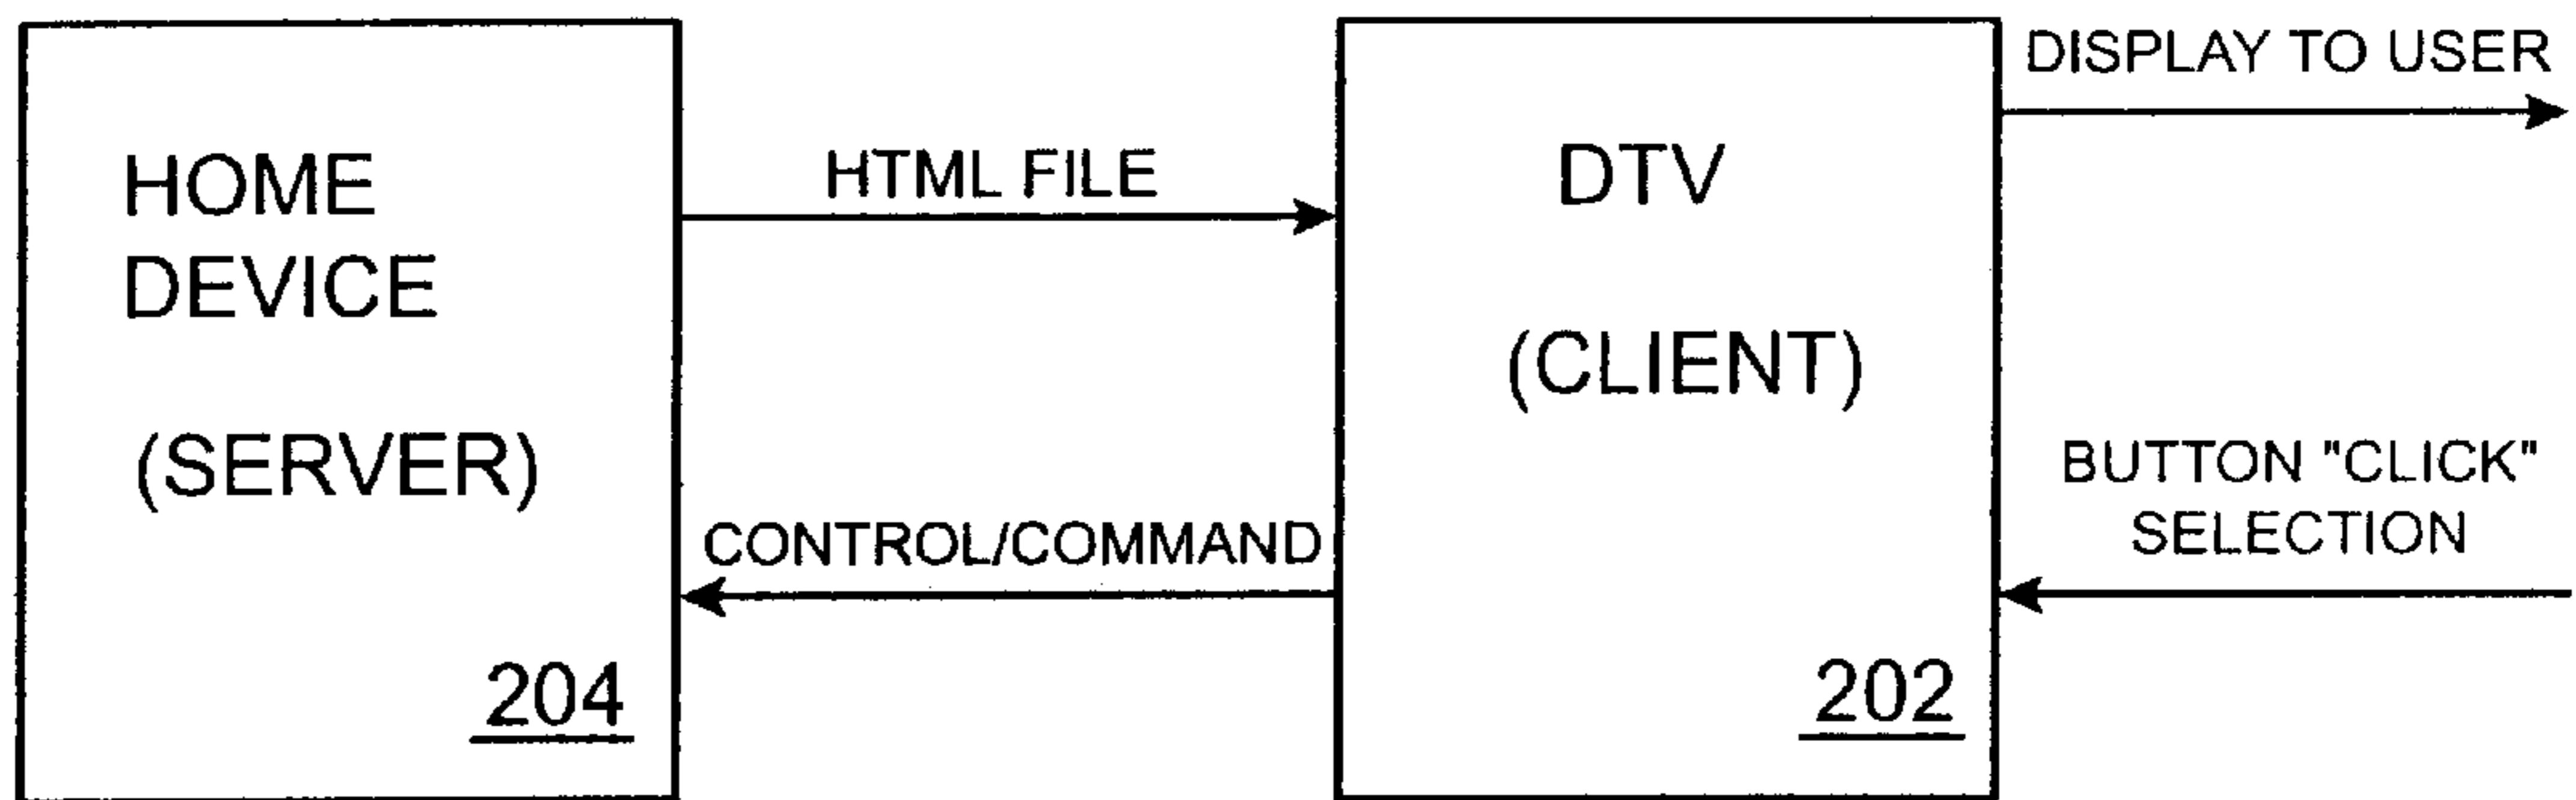 HOME
DEVICE
(SERVER)
204
HTML FILE
CONTROL/COMMAND
DTV
(CLIENT)
202
DISPLAY TO USER
BUTTON "CLICK"
SELECTION